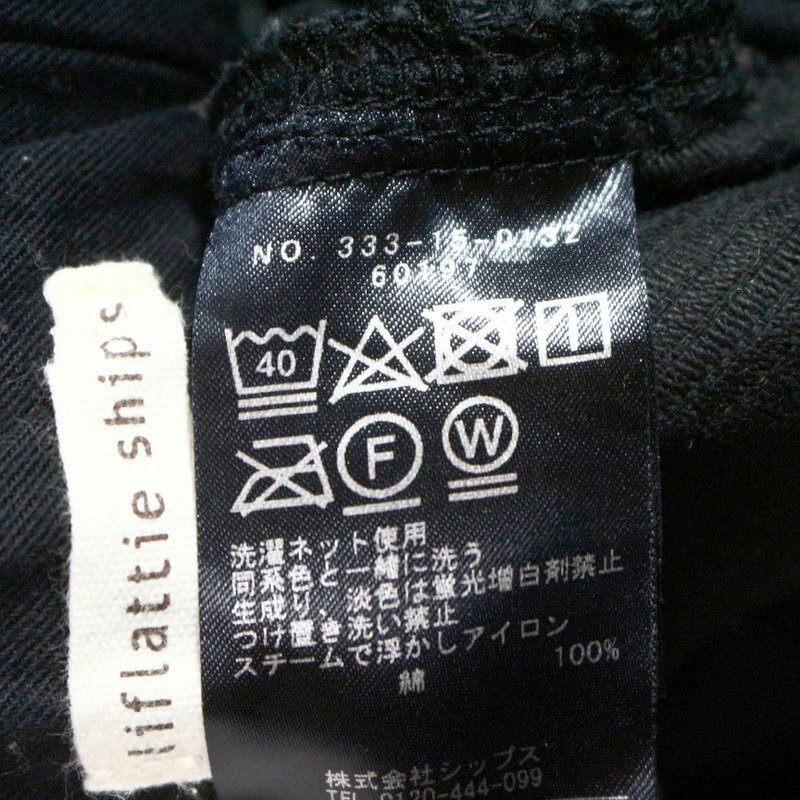 NO. 333-15-0132
60197
40
1
F
W
洗濯ネット使用
同系色と一緒に洗う
生成り、淡色は蛍光増白剤禁止
つけ置き洗い禁止
スチームで浮かしアイロン
綿 100%
株式会社シップス
TEL 0120-444-099
liflattie ships